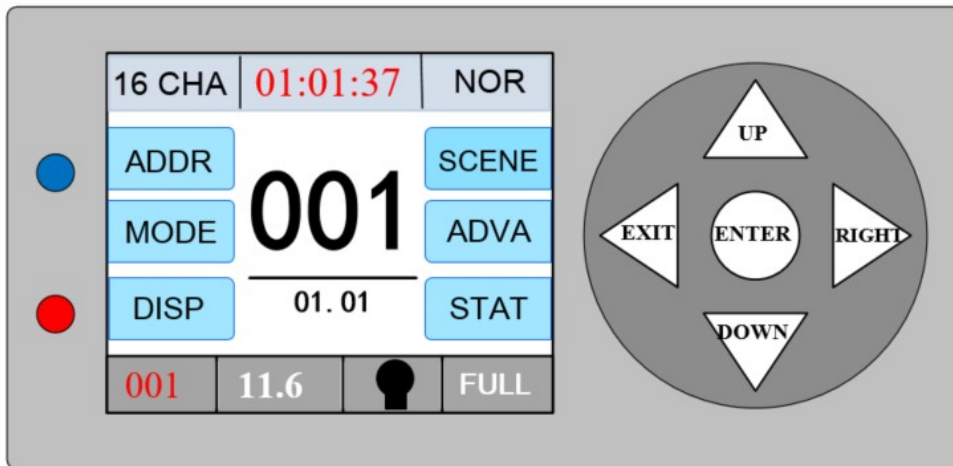 16 CHA 01:01:37 NOR
ADDR
MODE
DISP
001
01. 01
SCENE
ADVA
STAT
001 11.6 FULL
UP
EXIT ENTER RIGHT
DOWN